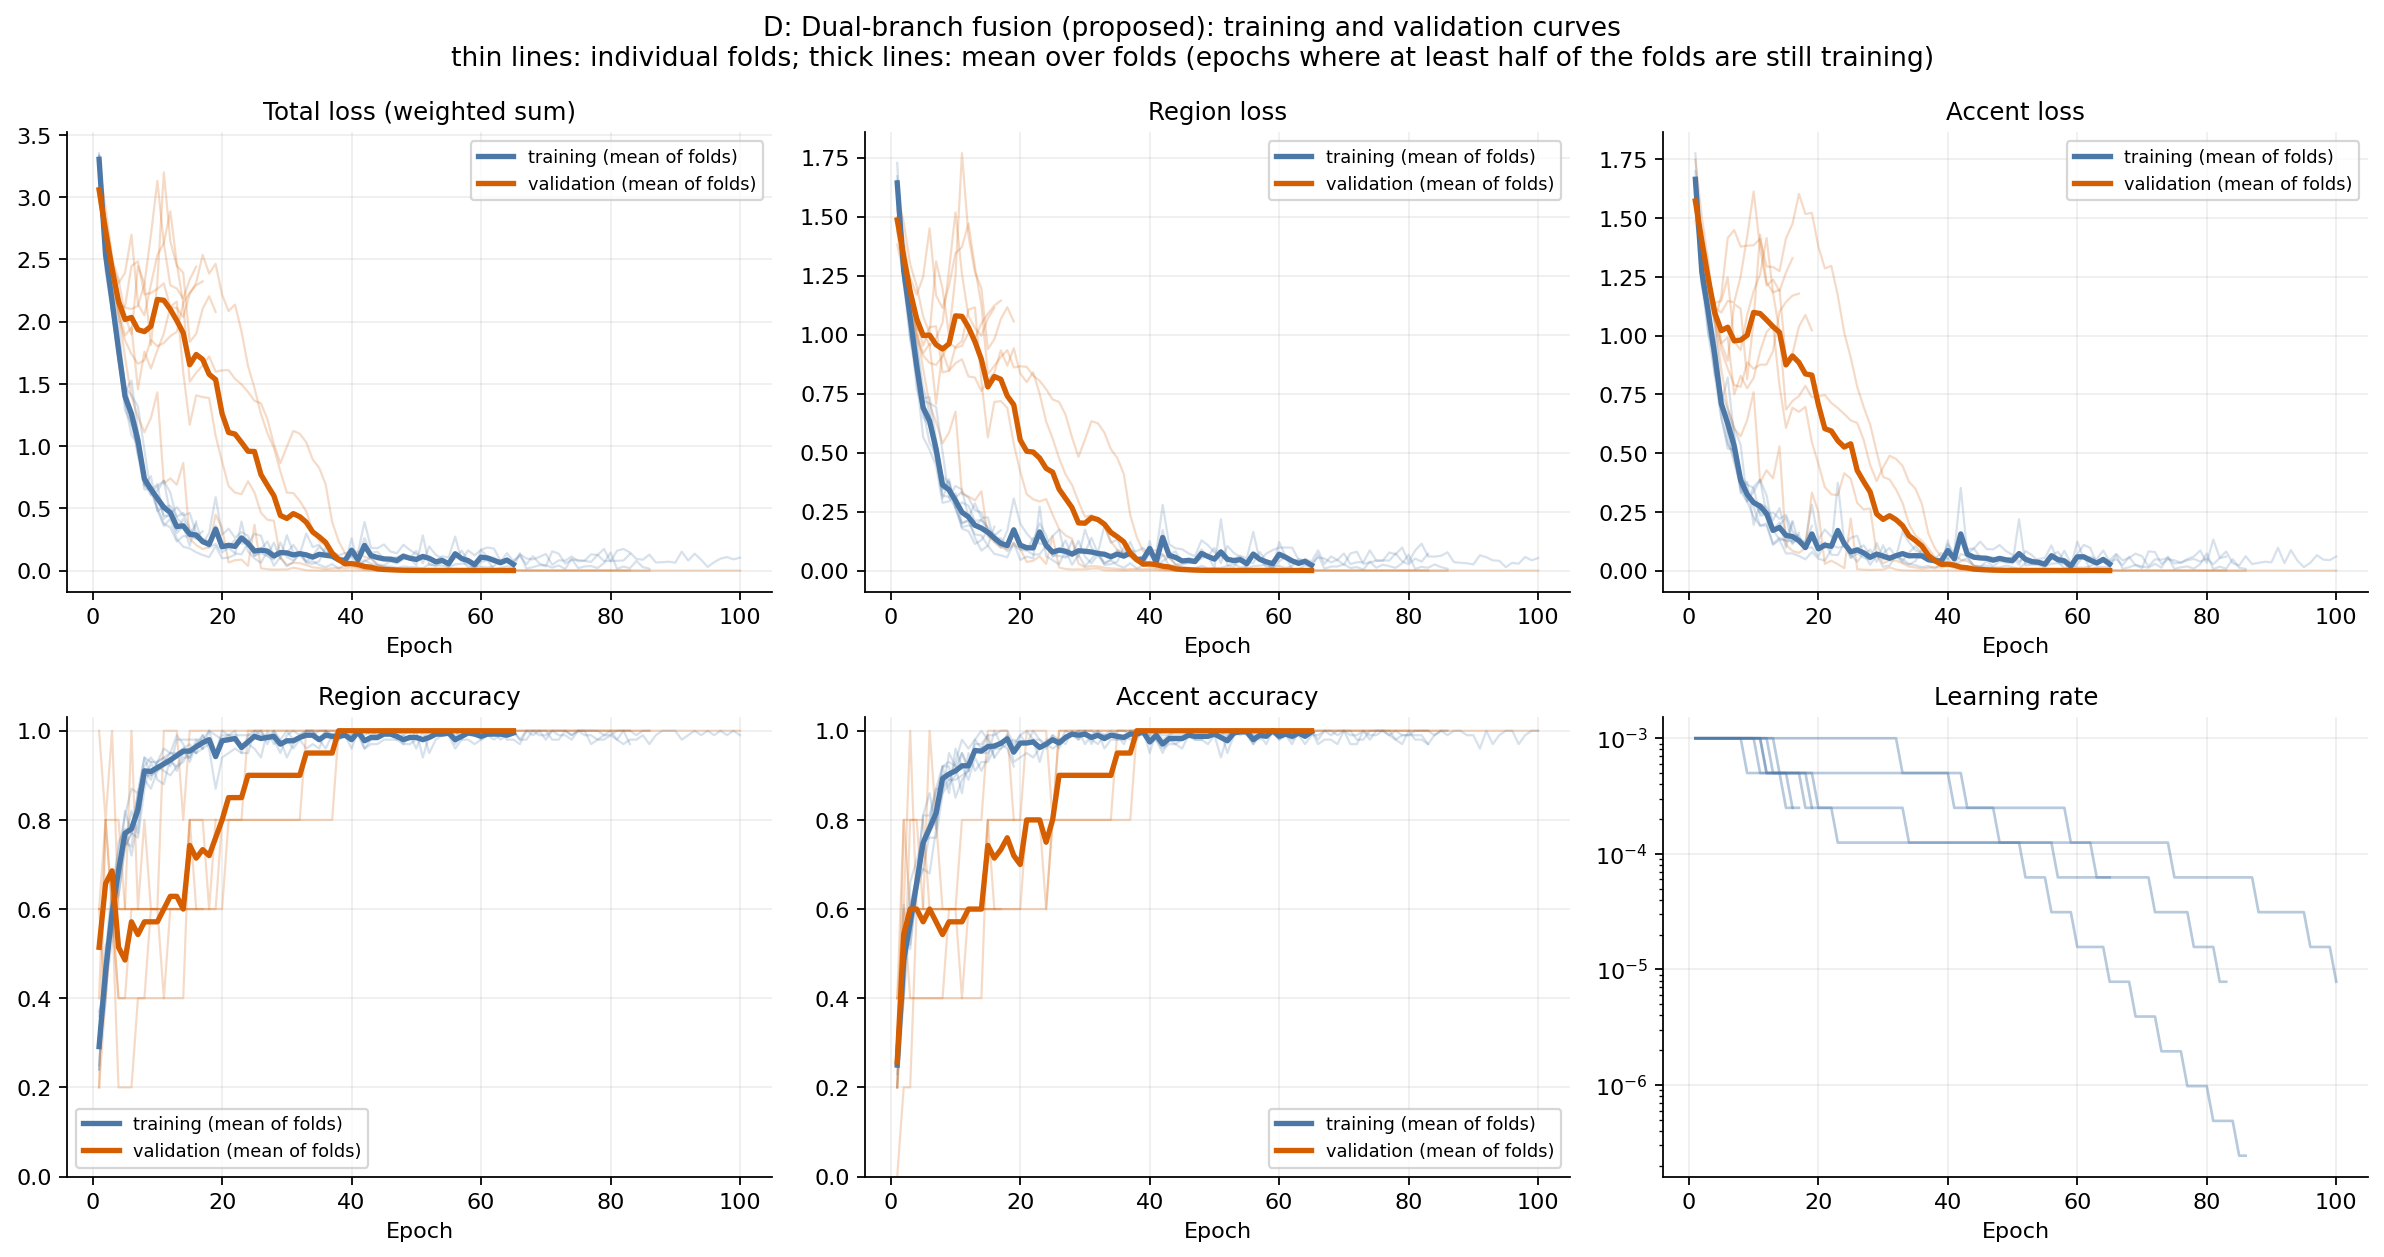 D: Dual-branch fusion (proposed): training and validation curves
thin lines: individual folds; thick lines: mean over folds (epochs where at least half of the folds are still training)
Total loss (weighted sum)
3.5
3.0
2.5
2.0
1.5
1.0
0.5
0.0
training (mean of folds)
validation (mean of folds)
0 20 40 60 80 100
Epoch
Region loss
1.75
1.50
1.25
1.00
0.75
0.50
0.25
0.00
training (mean of folds)
validation (mean of folds)
0 20 40 60 80 100
Epoch
Accent loss
1.75
1.50
1.25
1.00
0.75
0.50
0.25
0.00
training (mean of folds)
validation (mean of folds)
0 20 40 60 80 100
Epoch
Region accuracy
1.0
0.8
0.6
0.4
0.2
0.0
training (mean of folds)
validation (mean of folds)
0 20 40 60 80 100
Epoch
Accent accuracy
1.0
0.8
0.6
0.4
0.2
0.0
training (mean of folds)
validation (mean of folds)
0 20 40 60 80 100
Epoch
Learning rate
10⁻³
10⁻⁴
10⁻⁵
10⁻⁶
0 20 40 60 80 100
Epoch